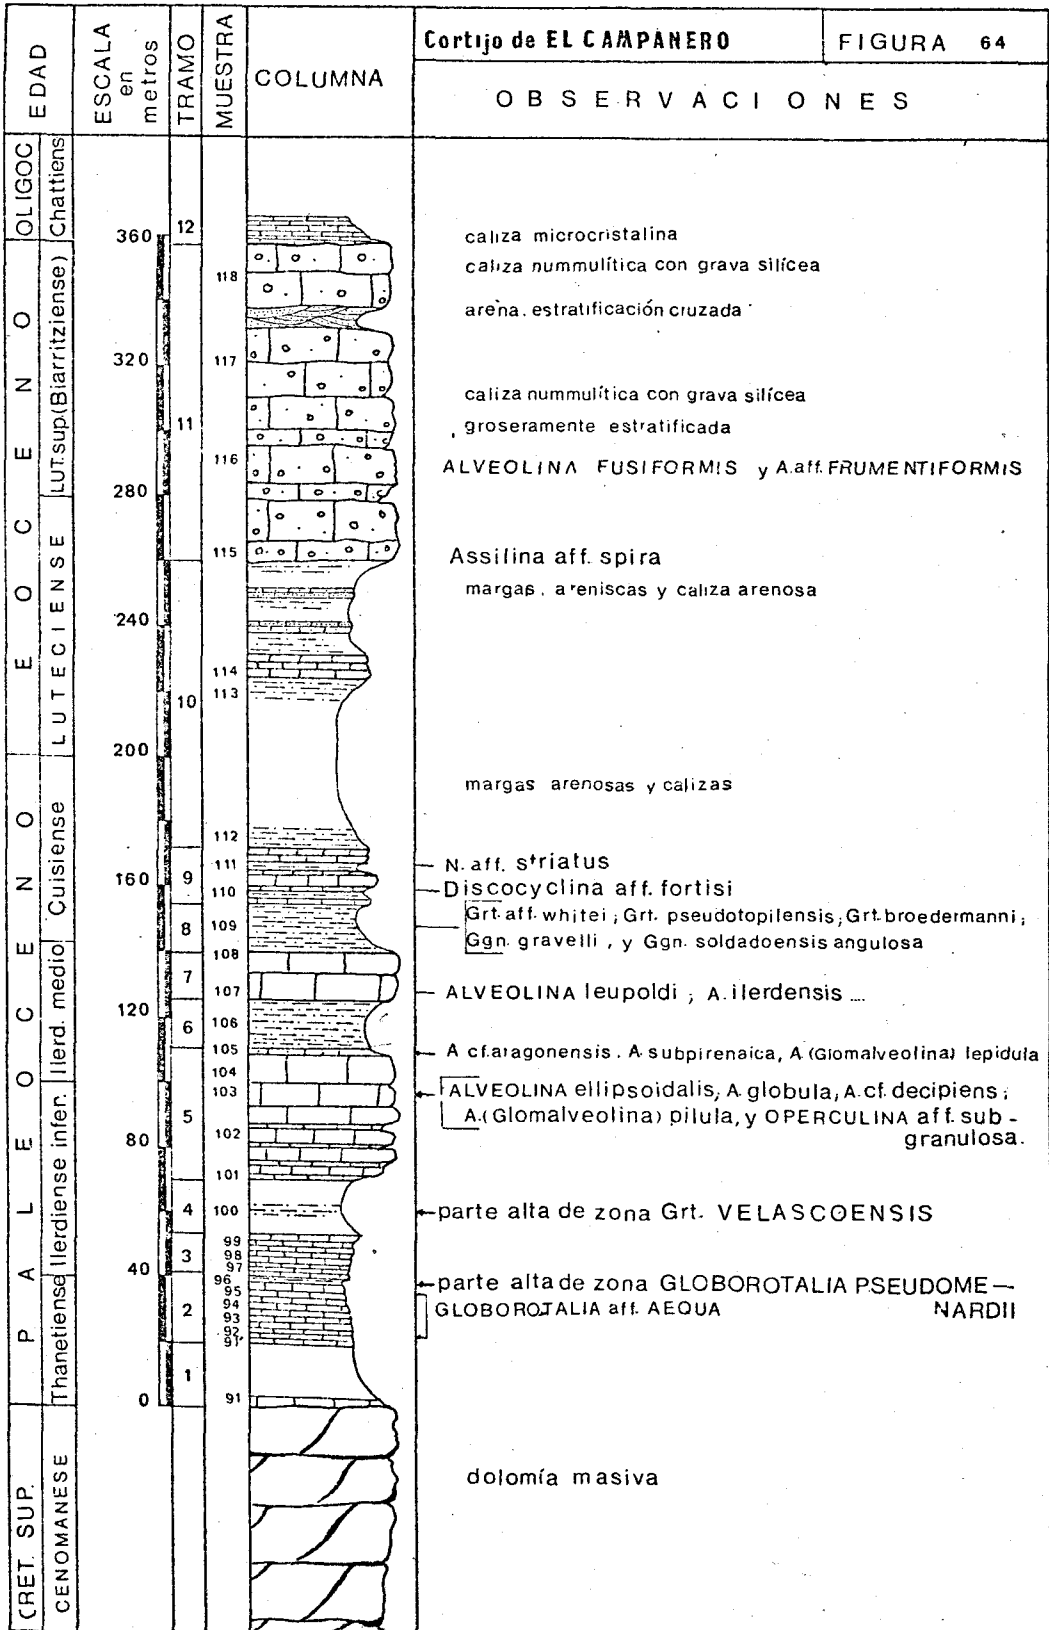 Cortijo de EL CAMPANERO
FIGURA 64
EDAD
ESCALA
en
metros
TRAMO
MUESTRA
COLUMNA
OBSERVACIONES
OLIGOC
Chattiens
EOCENO
LUT.sup(Biarritziense)
LUTECIENSE
PALEOCENO
Cuisiense
Ilerd. medio
Ilerdiense infer.
Thanetiense
CRET. SUP.
CENOMANESE
360
320
280
240
200
160
120
80
40
0
12
11
10
9
8
7
6
5
4
3
2
1
118
117
116
115
114
113
112
111
110
109
108
107
106
105
104
103
102
101
100
99
98
97
96
95
94
93
92
91'
91
caliza microcristalina
caliza nummulítica con grava silícea
arena. estratificación cruzada
caliza nummulítica con grava silícea
groseramente estratificada
ALVEOLINA FUSIFORMIS y A.aff. FRUMENTIFORMIS
Assilina aff. spira
margas, areniscas y caliza arenosa
margas arenosas y calizas
N. aff. striatus
Discocyclina aff. fortisi
Grt. aff. whitei ; Grt. pseudotopilensis; Grt. broedermanni;
Ggn. gravelli , y Ggn. soldadoensis angulosa
ALVEOLINA leupoldi ; A. ilerdensis ...
A cf. aragonensis . A. subpirenaica, A. (Glomalveolina) lepidula
ALVEOLINA ellipsoidalis, A. globula, A. cf. decipiens;
A.(Glomalveolina) pilula, y OPERCULINA aff. sub-
granulosa.
parte alta de zona Grt. VELASCOENSIS
parte alta de zona GLOBOROTALIA PSEUDOME-
NARDII
GLOBOROTALIA aff. AEQUA
dolomía masiva